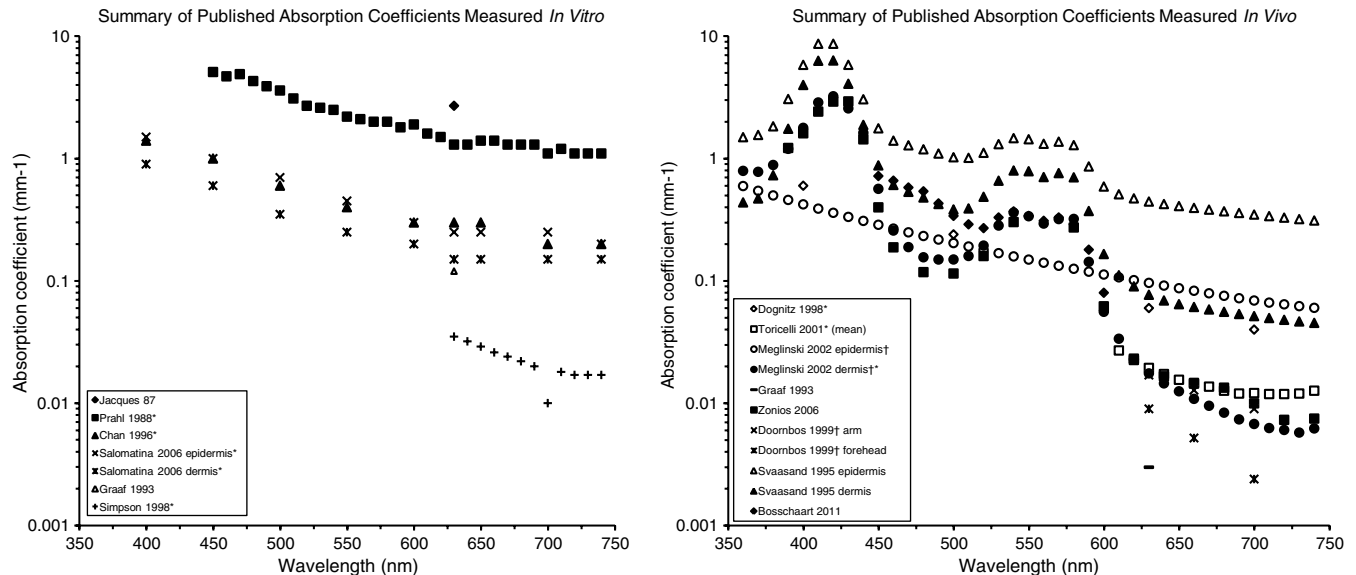 Summary of Published Absorption Coefficients Measured In Vitro
10
1
0.1
0.01
0.001
Absorption coefficient (mm-1)
Jacques 87
Prahl 1988*
Chan 1996*
Salomatina 2006 epidermis*
Salomatina 2006 dermis*
Graaf 1993
Simpson 1998*
350 400 450 500 550 600 650 700 750
Wavelength (nm)
Summary of Published Absorption Coefficients Measured In Vivo
10
1
0.1
0.01
0.001
Absorption coefficient (mm-1)
Dognitz 1998*
Toricelli 2001* (mean)
Meglinski 2002 epidermis†
Meglinski 2002 dermis†*
Graaf 1993
Zonios 2006
Doornbos 1999† arm
Doornbos 1999† forehead
Svaasand 1995 epidermis
Svaasand 1995 dermis
Bosschaart 2011
350 400 450 500 550 600 650 700 750
Wavelength (nm)